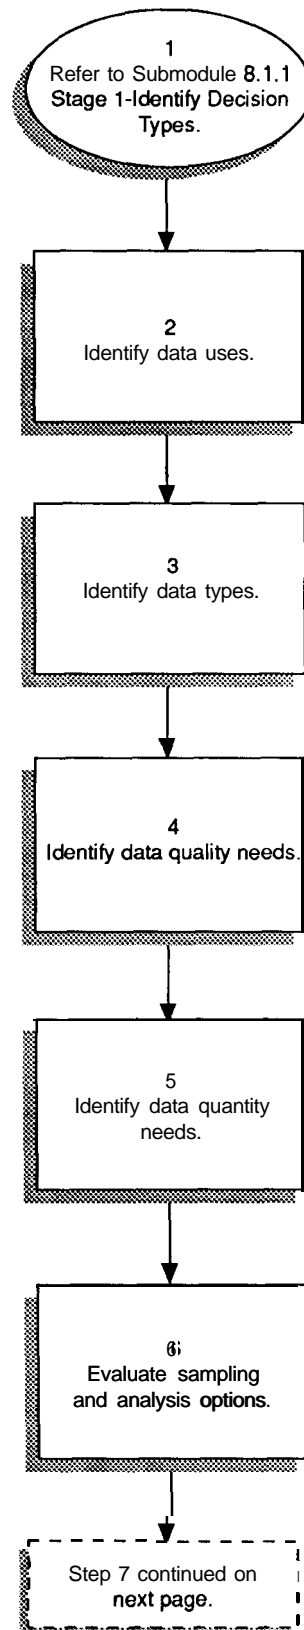 1
Refer to Submodule 8.1.1
Stage 1-Identify Decision
Types.
2
Identify data uses.
3
Identify data types.
4
Identify data quality needs.
5
Identify data quantity
needs.
6
Evaluate sampling
and analysis options.
Step 7 continued on
next page.